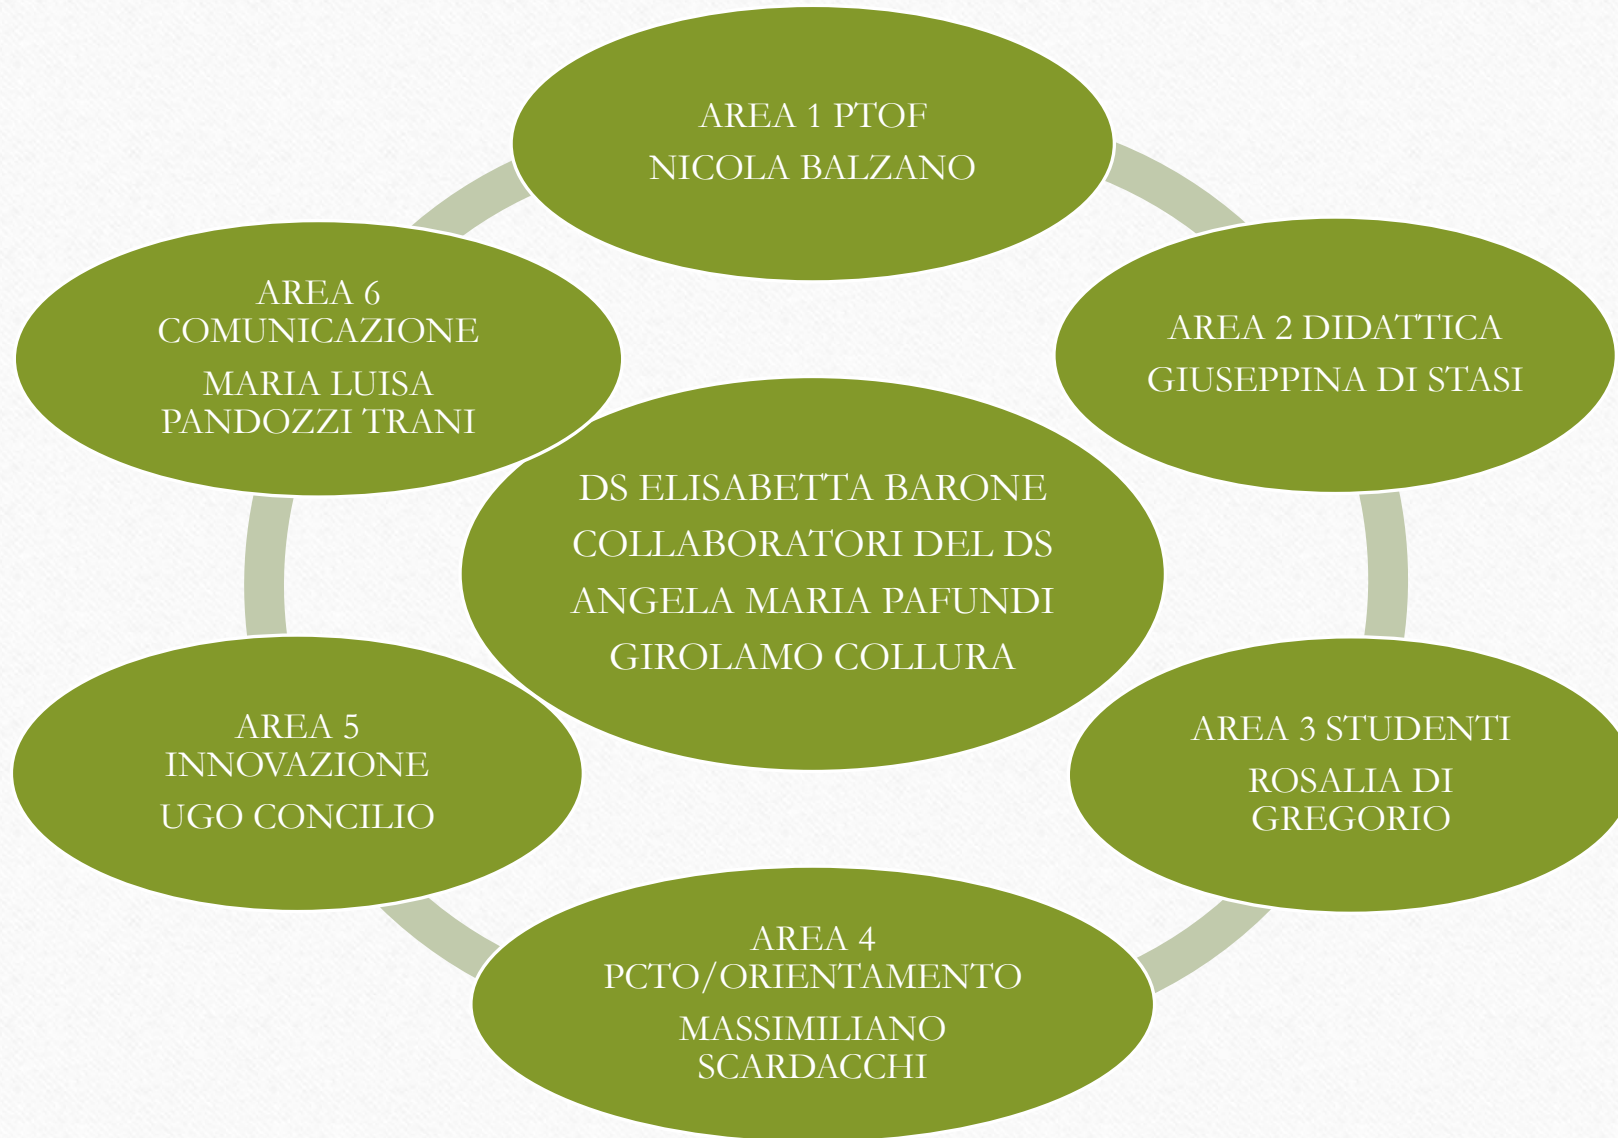 AREA 1 PTOF
NICOLA BALZANO
AREA 2 DIDATTICA
GIUSEPPINA DI STASI
AREA 3 STUDENTI
ROSALIA DI
GREGORIO
AREA 4
PCTO/ORIENTAMENTO
MASSIMILIANO
SCARDACCHI
AREA 5
INNOVAZIONE
UGO CONCILIO
AREA 6
COMUNICAZIONE
MARIA LUISA
PANDOZZI TRANI
DS ELISABETTA BARONE
COLLABORATORI DEL DS
ANGELA MARIA PAFUNDI
GIROLAMO COLLURA